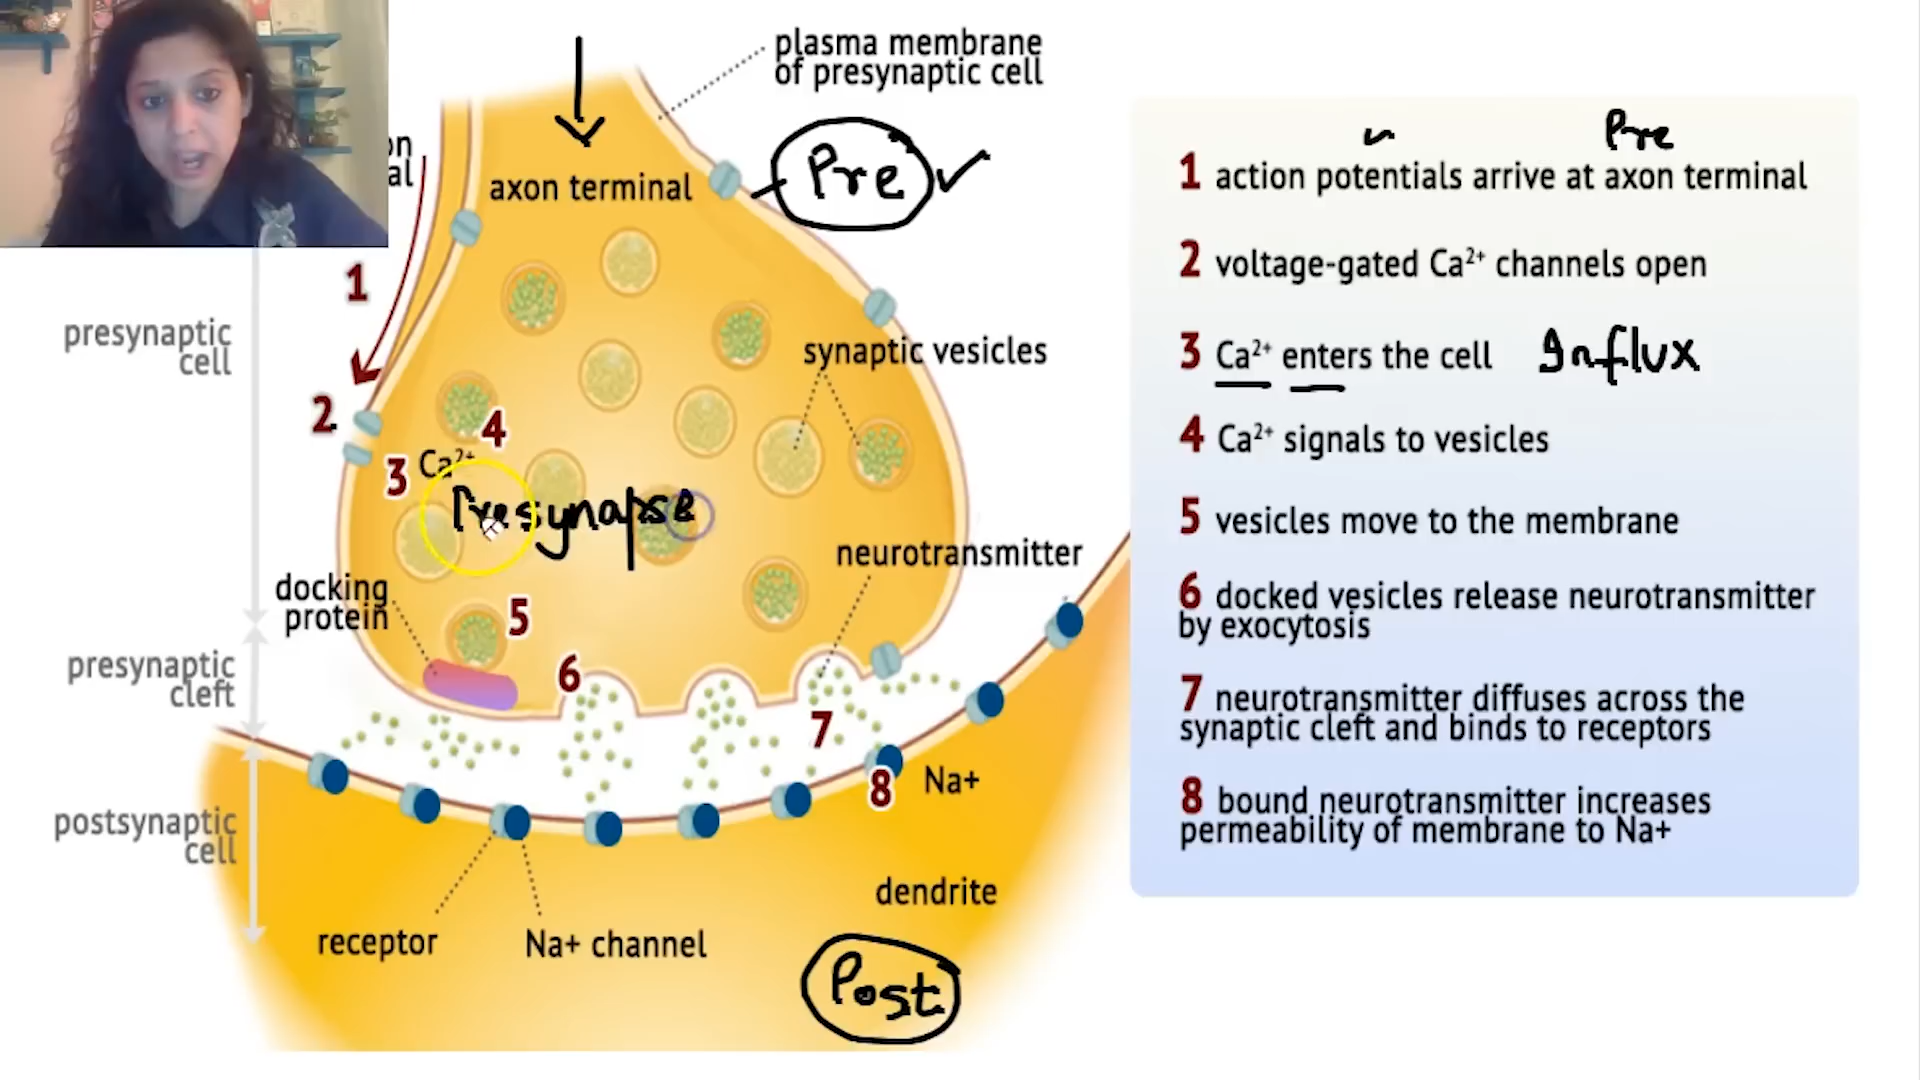 plasma membrane
of presynaptic cell
Pre
axon terminal
1
presynaptic
cell
synaptic vesicles
2
4
3 Ca²⁺
Presynapse
neurotransmitter
docking
protein
5
6
presynaptic
cleft
7
8 Na+
postsynaptic
cell
dendrite
receptor
Na+ channel
Post
Pre
1 action potentials arrive at axon terminal
2 voltage-gated Ca²⁺ channels open
3 Ca²⁺ enters the cell Influx
4 Ca²⁺ signals to vesicles
5 vesicles move to the membrane
6 docked vesicles release neurotransmitter
by exocytosis
7 neurotransmitter diffuses across the
synaptic cleft and binds to receptors
8 bound neurotransmitter increases
permeability of membrane to Na+